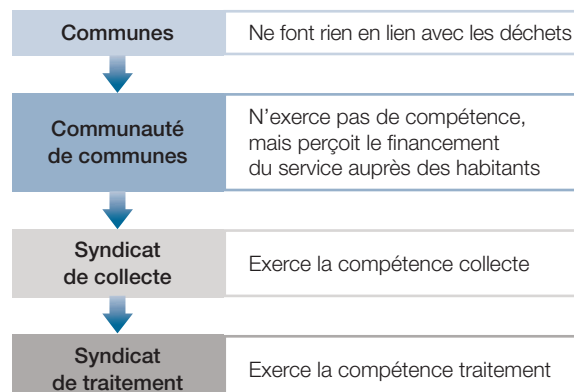 Communes
Ne font rien en lien avec les déchets
Communauté
de communes
N'exerce pas de compétence,
mais perçoit le financement
du service auprès des habitants
Syndicat
de collecte
Exerce la compétence collecte
Syndicat
de traitement
Exerce la compétence traitement